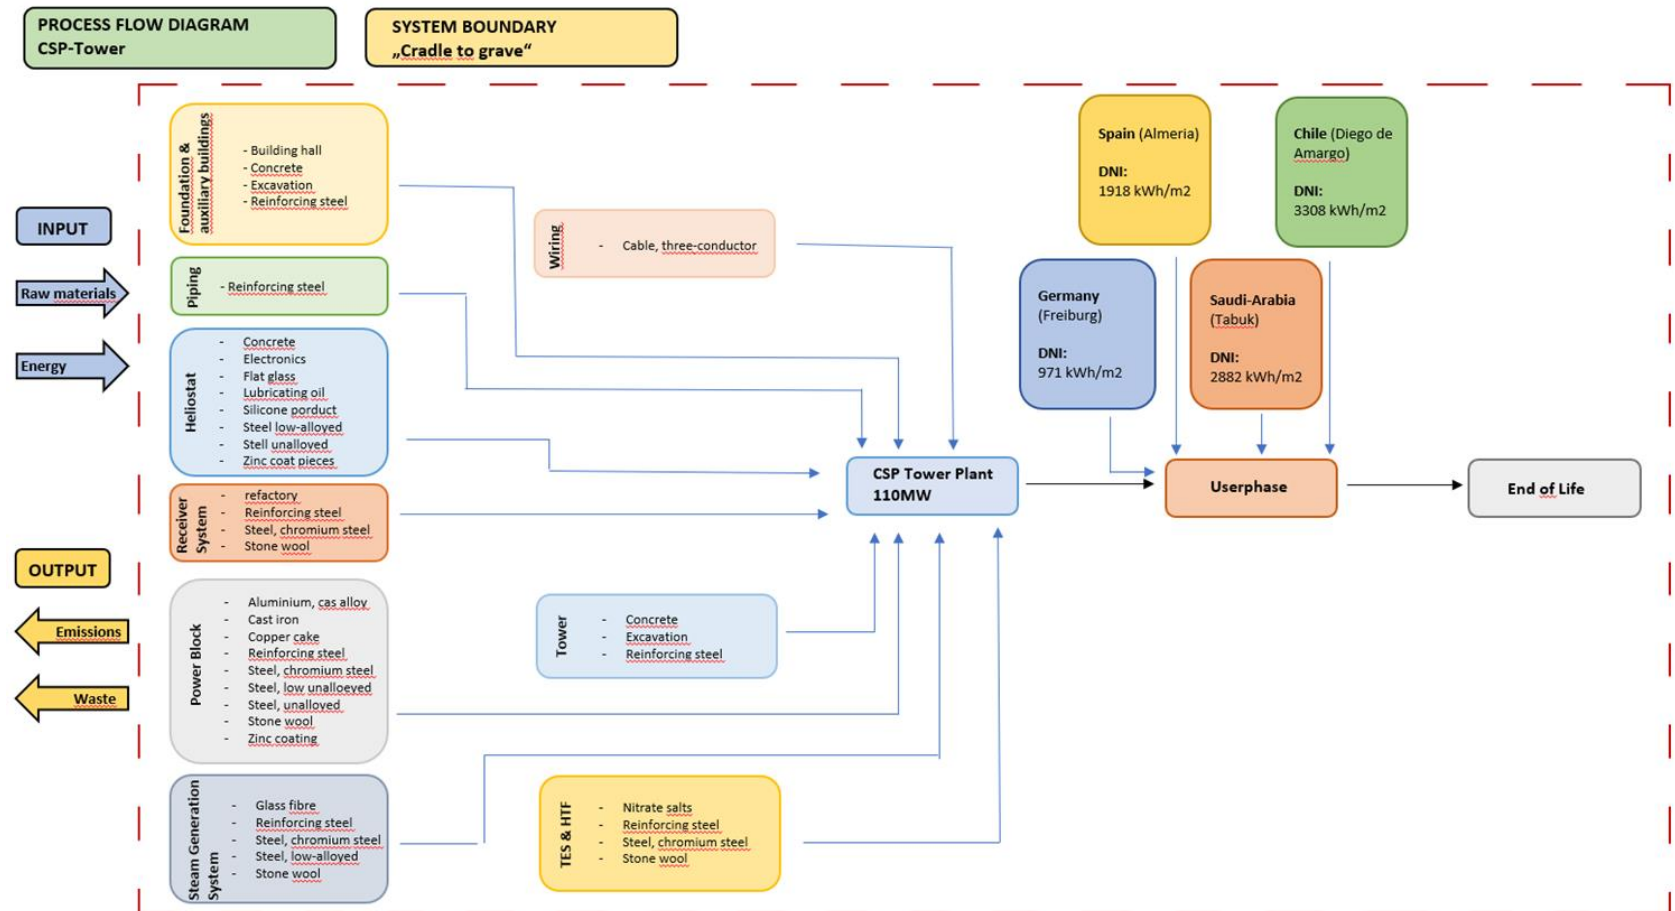 PROCESS FLOW DIAGRAM
CSP-Tower
SYSTEM BOUNDARY
„Cradle to grave“
INPUT
Raw materials
Energy
OUTPUT
Emissions
Waste
Foundation &
auxiliary buildings
- Building hall
- Concrete
- Excavation
- Reinforcing steel
Piping
- Reinforcing steel
Heliostat
- Concrete
- Electronics
- Flat glass
- Lubricating oil
- Silicone porduct
- Steel low-alloyed
- Stell unalloyed
- Zinc coat pieces
Receiver
System
- refactory
- Reinforcing steel
- Steel, chromium steel
- Stone wool
Power Block
- Aluminium, cas alloy
- Cast iron
- Copper cake
- Reinforcing steel
- Steel, chromium steel
- Steel, low unalloeyed
- Steel, unalloyed
- Stone wool
- Zinc coating
Steam Generation
System
- Glass fibre
- Reinforcing steel
- Steel, chromium steel
- Steel, low-alloyed
- Stone wool
Wiring
- Cable, three-conductor
Tower
- Concrete
- Excavation
- Reinforcing steel
TES & HTF
- Nitrate salts
- Reinforcing steel
- Steel, chromium steel
- Stone wool
CSP Tower Plant
110MW
Spain (Almeria)
DNI:
1918 kWh/m2
Chile (Diego de
Amargo)
DNI:
3308 kWh/m2
Germany
(Freiburg)
DNI:
971 kWh/m2
Saudi-Arabia
(Tabuk)
DNI:
2882 kWh/m2
Userphase
End of Life